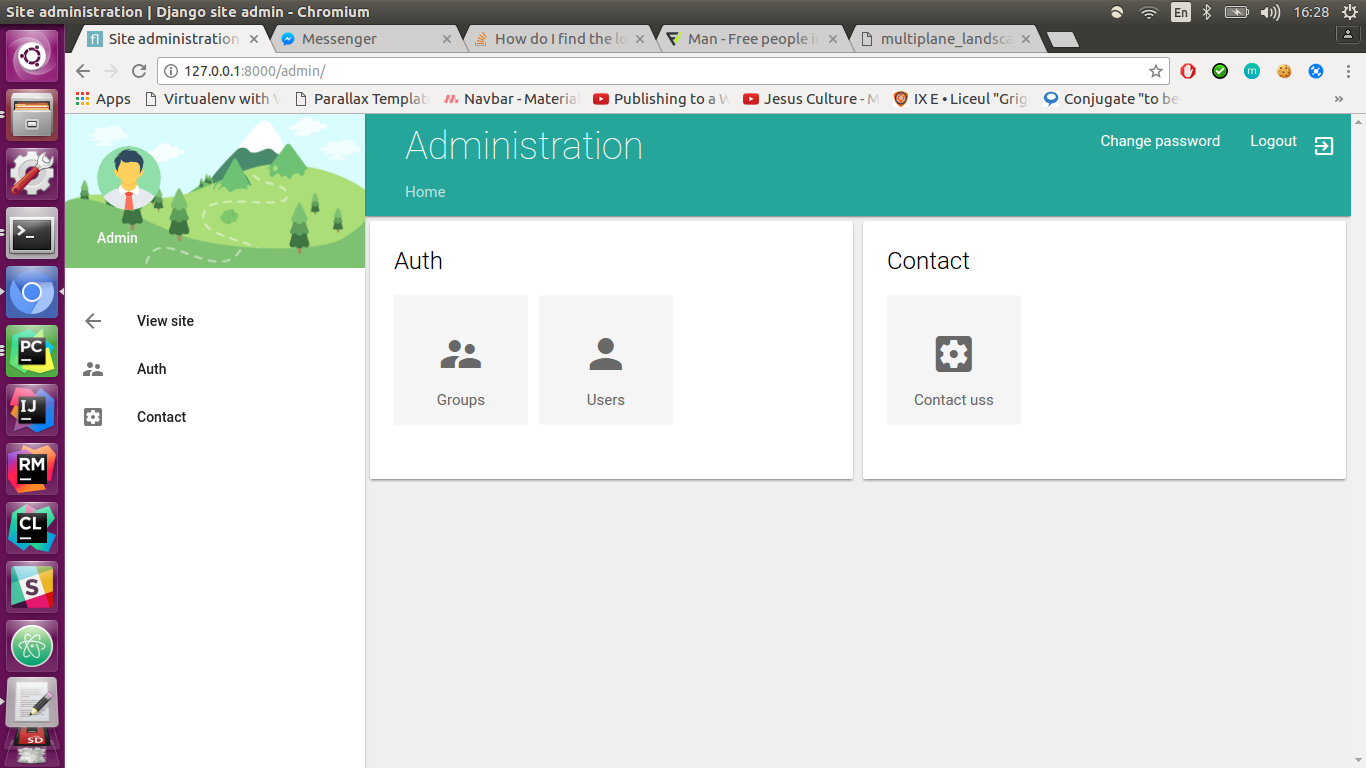 Site administration | Django site admin - Chromium
En
16:28
Site administration
Messenger
How do I find the lo
Man - Free people ic
multiplane_landsca
127.0.0.1:8000/admin/
Apps
Virtualenv with
Parallax Templat
Navbar - Material
Publishing to a W
Jesus Culture - M
IX E • Liceul "Grig
Conjugate "to be
»
Administration
Change password
Logout
Home
Admin
View site
Auth
Contact
Auth
Groups
Users
Contact
Contact uss
PC
IJ
RM
CL
S
SD
m